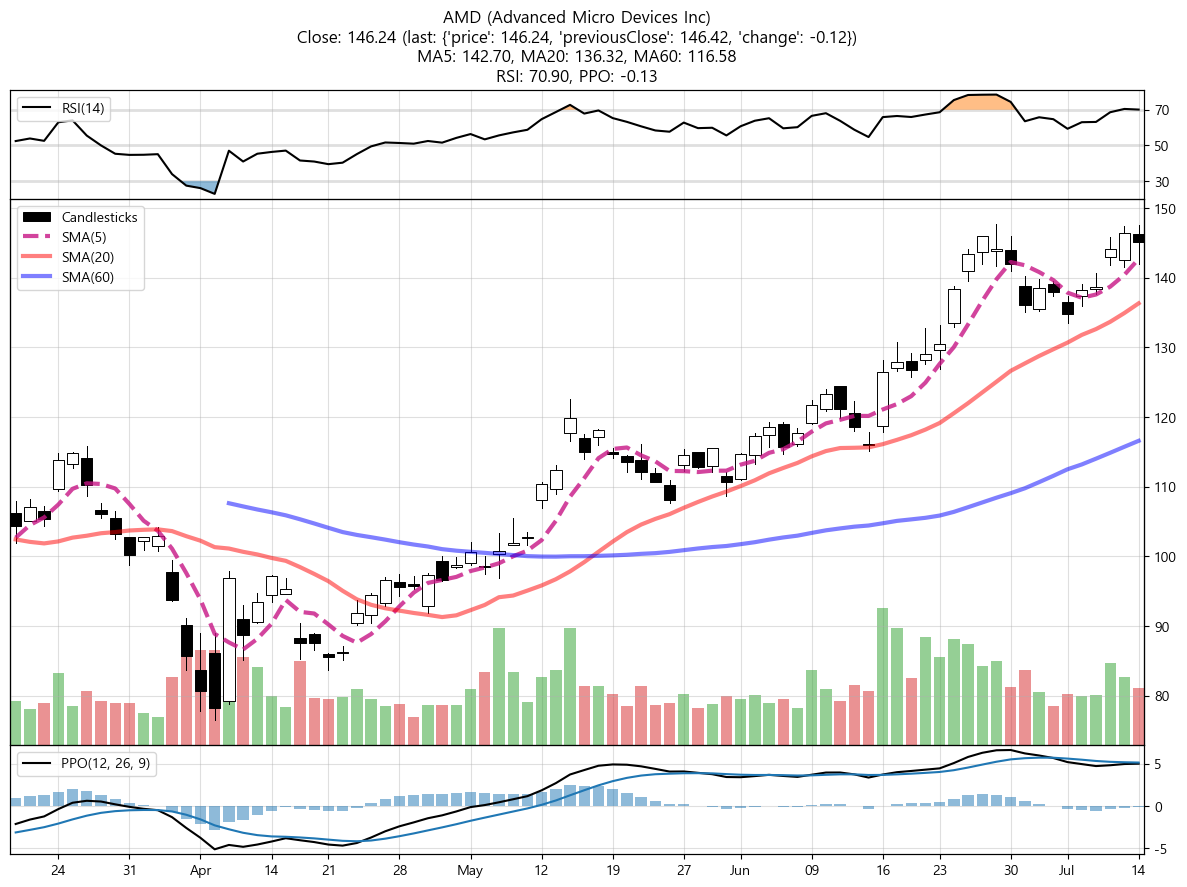 AMD (Advanced Micro Devices Inc)
Close: 146.24 (last: {'price': 146.24, 'previousClose': 146.42, 'change': -0.12})
MA5: 142.70, MA20: 136.32, MA60: 116.58
RSI: 70.90, PPO: -0.13
RSI(14)
70
50
30
Candlesticks
SMA(5)
SMA(20)
SMA(60)
150
140
130
120
110
100
90
80
PPO(12, 26, 9)
5
0
-5
24 31 Apr 14 21 28 May 12 19 27 Jun 09 16 23 30 Jul 14